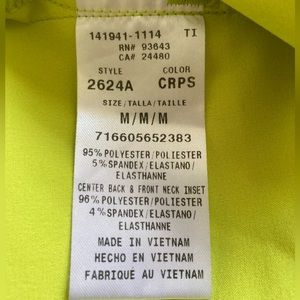 141941-1114 TI
RN# 93643
CA# 24480
STYLE COLOR
2624A CRPS
SIZE/TALLA/TAILLE
M/M/M
716605652383
95% POLYESTER/POLIESTER
5% SPANDEX/ELASTANO/
ELASTHANNE
CENTER BACK & FRONT NECK INSET
96% POLYESTER/POLIESTER
4% SPANDEX/ELASTANO/
ELASTHANNE
MADE IN VIETNAM
HECHO EN VIETNAM
FABRIQUÉ AU VIETNAM